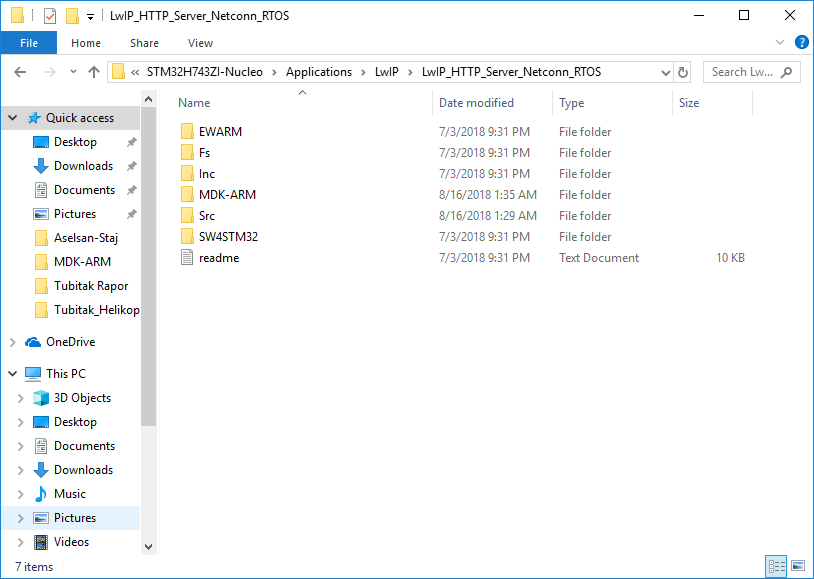 LwIP_HTTP_Server_Netconn_RTOS
File Home Share View
« STM32H743ZI-Nucleo > Applications > LwIP > LwIP_HTTP_Server_Netconn_RTOS
Search Lw...
Quick access
Desktop
Downloads
Documents
Pictures
Aselsan-Staj
MDK-ARM
Tubitak Rapor
Tubitak_Helikop
OneDrive
This PC
3D Objects
Desktop
Documents
Downloads
Music
Pictures
Videos
Name Date modified Type Size
EWARM 7/3/2018 9:31 PM File folder
Fs 7/3/2018 9:31 PM File folder
Inc 7/3/2018 9:31 PM File folder
MDK-ARM 8/16/2018 1:35 AM File folder
Src 8/16/2018 1:29 AM File folder
SW4STM32 7/3/2018 9:31 PM File folder
readme 7/3/2018 9:31 PM Text Document 10 KB
7 items